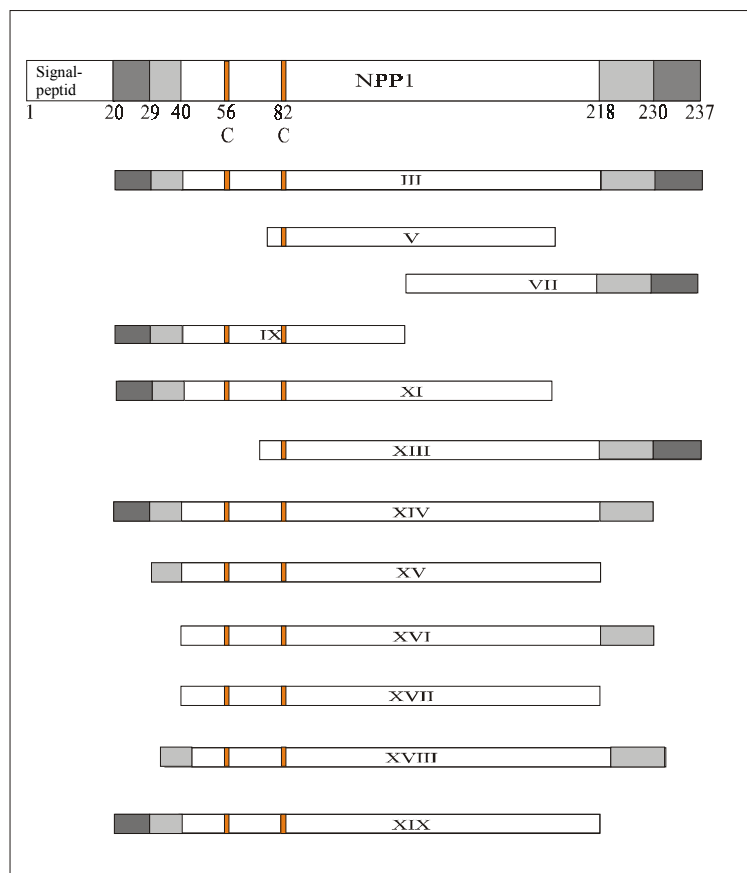 Signal-
peptid
NPP1
1 20 29 40 56 82 218 230 237
C C
III
V
VII
IX
XI
XIII
XIV
XV
XVI
XVII
XVIII
XIX